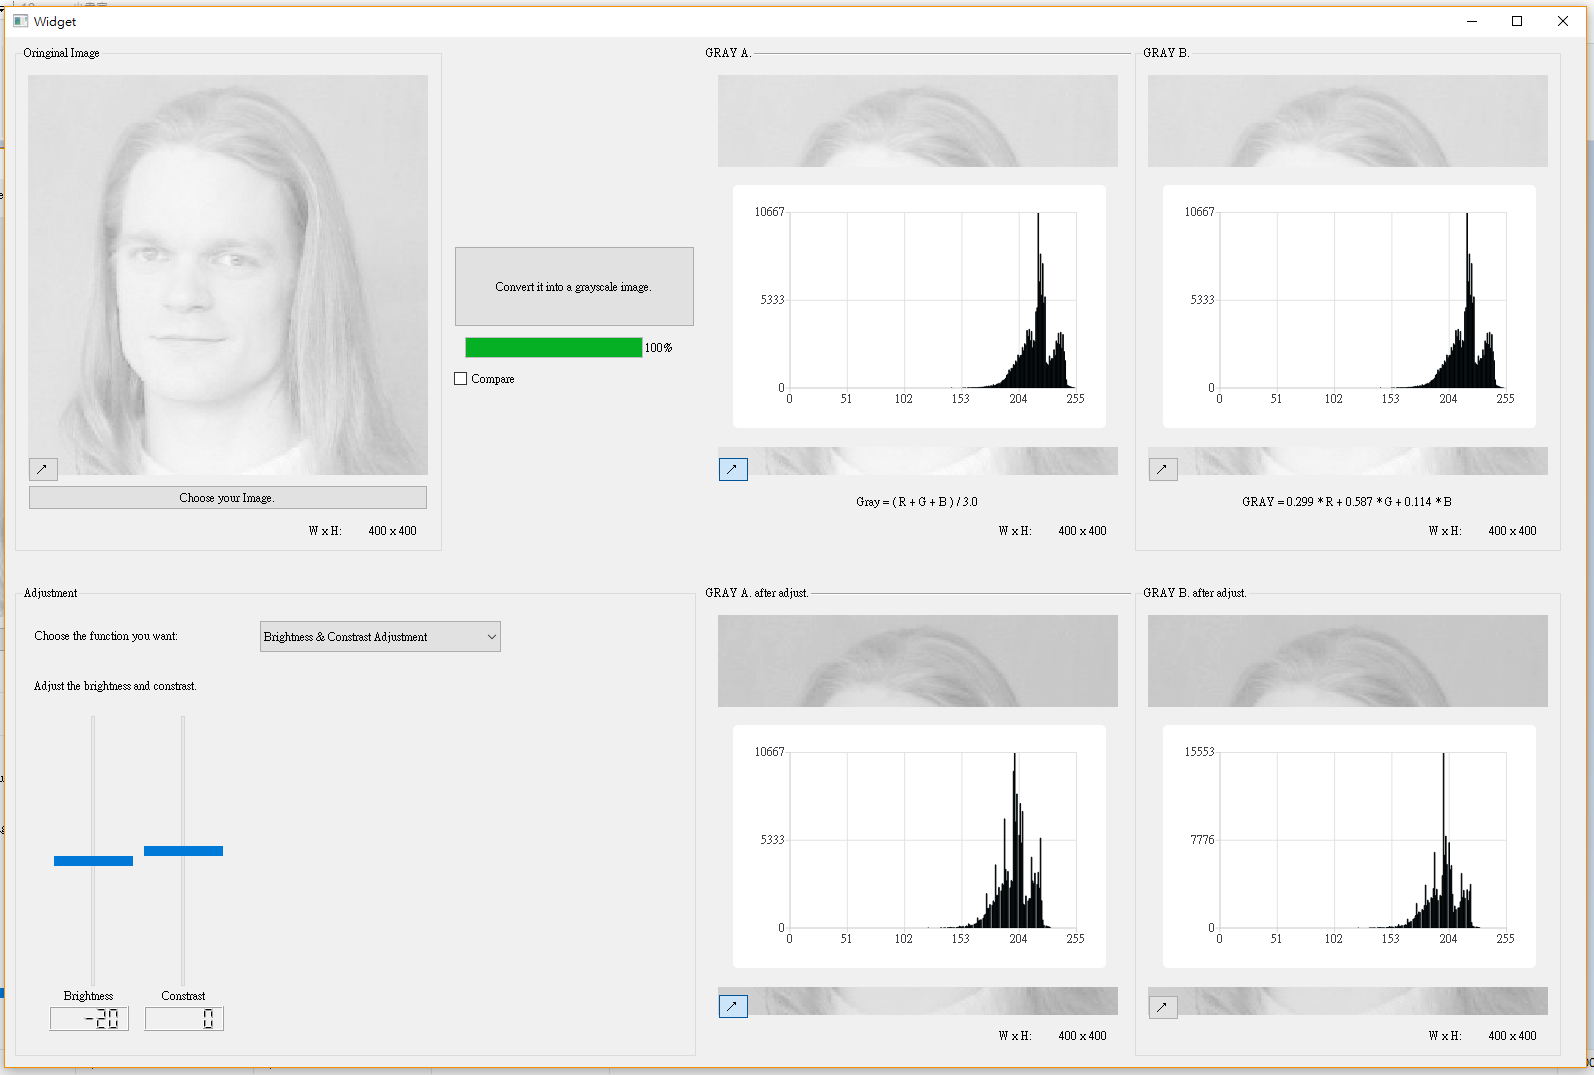 Widget
Oringinal Image
Choose your Image.
W x H: 400 x 400
Convert it into a grayscale image.
100%
Compare
GRAY A.
10667
5333
0
0 51 102 153 204 255
Gray = ( R + G + B ) / 3.0
W x H: 400 x 400
GRAY B.
10667
5333
0
0 51 102 153 204 255
GRAY = 0.299 * R + 0.587 * G + 0.114 * B
W x H: 400 x 400
Adjustment
Choose the function you want:
Brightness & Constrast Adjustment
Adjust the brightness and constrast.
Brightness Constrast
-20 0
GRAY A. after adjust.
10667
5333
0
0 51 102 153 204 255
W x H: 400 x 400
GRAY B. after adjust.
15553
7776
0
0 51 102 153 204 255
W x H: 400 x 400